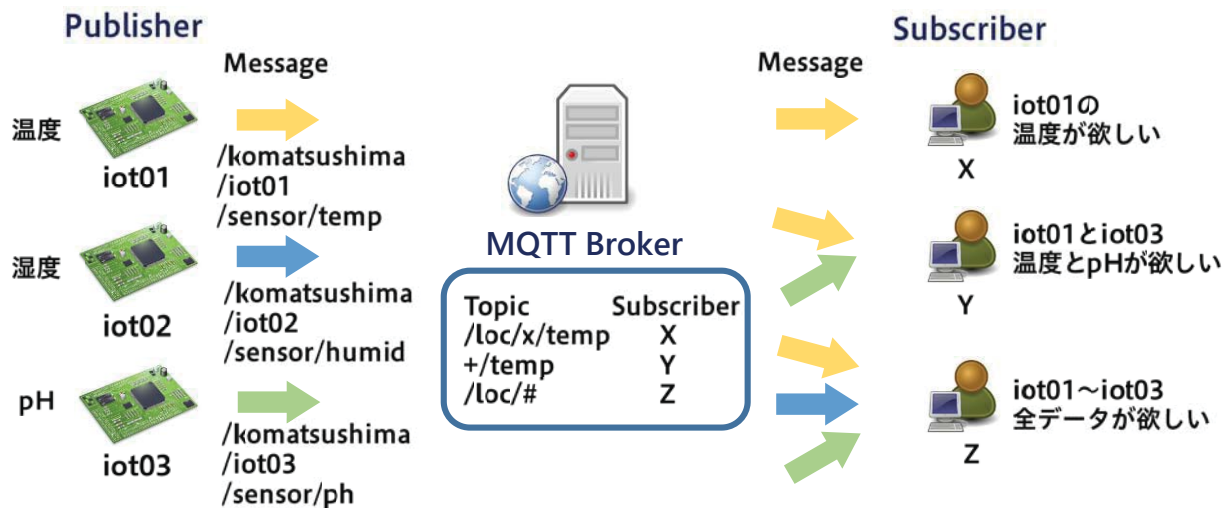 Publisher
Message
温度
iot01
/komatsushima
/iot01
/sensor/temp
湿度
iot02
/komatsushima
/iot02
/sensor/humid
pH
iot03
/komatsushima
/iot03
/sensor/ph
MQTT Broker
Topic Subscriber
/loc/x/temp X
+/temp Y
/loc/# Z
Subscriber
Message
iot01の
温度が欲しい
X
iot01とiot03
温度とpHが欲しい
Y
iot01～iot03
全データが欲しい
Z